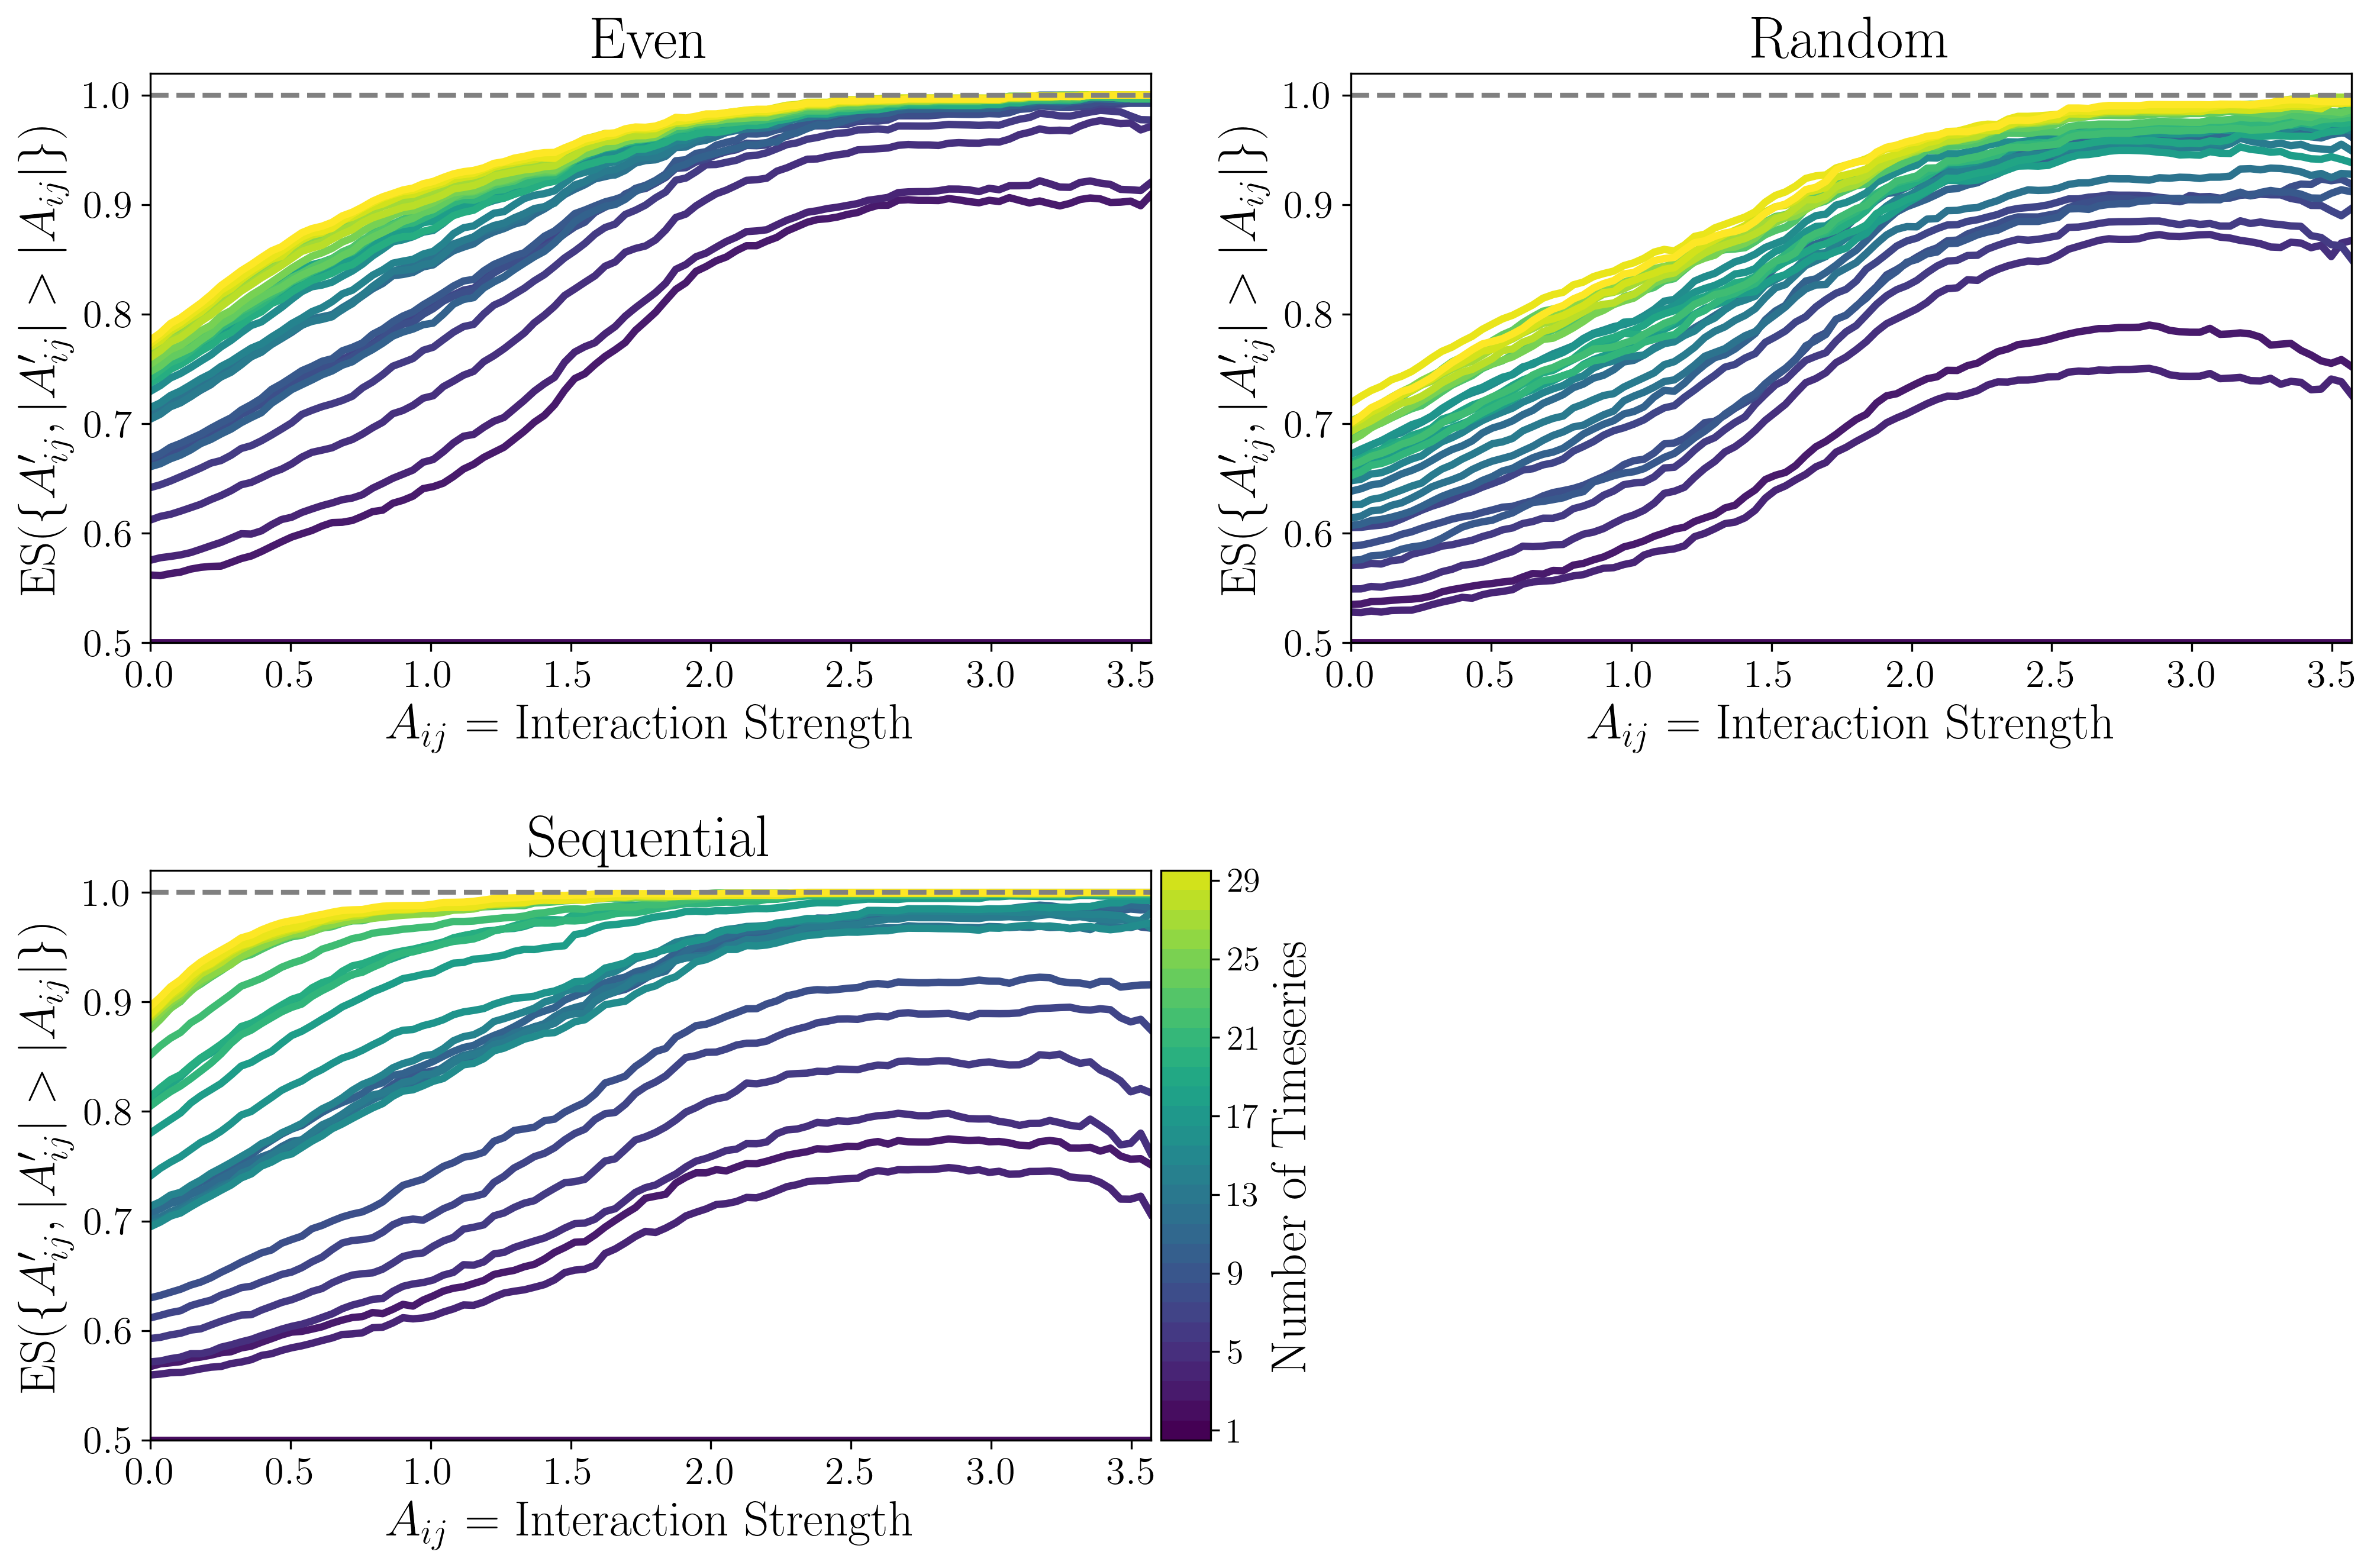 Even
ES({A'ij, |A'ij| > |Aij|})
1.0
0.9
0.8
0.7
0.6
0.5
0.0 0.5 1.0 1.5 2.0 2.5 3.0 3.5
Aij = Interaction Strength
Random
ES({A'ij, |A'ij| > |Aij|})
1.0
0.9
0.8
0.7
0.6
0.5
0.0 0.5 1.0 1.5 2.0 2.5 3.0 3.5
Aij = Interaction Strength
Sequential
ES({A'ij, |A'ij| > |Aij|})
1.0
0.9
0.8
0.7
0.6
0.5
0.0 0.5 1.0 1.5 2.0 2.5 3.0 3.5
Aij = Interaction Strength
29
25
21
17
13
9
5
1
Number of Timeseries